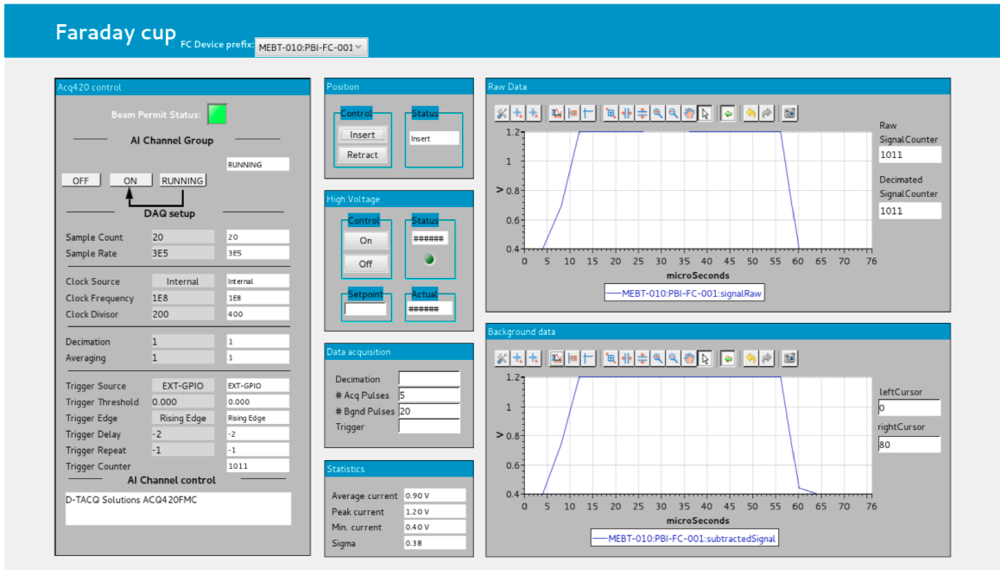 Faraday cup
FC Device prefix: MEBT-010:PBI-FC-001
Acq420 control
Beam Permit Status:
AI Channel Group
RUNNING
OFF ON RUNNING
DAQ setup
Sample Count 20 20
Sample Rate 3E5 3E5
Clock Source Internal Internal
Clock Frequency 1E8 1E8
Clock Divisor 200 400
Decimation 1 1
Averaging 1 1
Trigger Source EXT-GPIO EXT-GPIO
Trigger Threshold 0.000 0.000
Trigger Edge Rising Edge Rising Edge
Trigger Delay -2 -2
Trigger Repeat -1 -1
Trigger Counter 1011
AI Channel control
D-TACQ Solutions ACQ420FMC
Position
Control Status
Insert Insert
Retract
High Voltage
Control Status
On ######
Off
Setpoint Actual
######
Data acquisition
Decimation
# Acq Pulses 5
# Bgnd Pulses 20
Trigger
Statistics
Average current 0.90 V
Peak current 1.20 V
Min. current 0.40 V
Sigma 0.38
Raw Data
1.2
1
0.8
0.6
0.4
V
0 5 10 15 20 25 30 35 40 45 50 55 60 65 70 76
microSeconds
MEBT-010:PBI-FC-001:signalRaw
Raw
SignalCounter
1011
Decimated
SignalCounter
1011
Background data
1.2
1
0.8
0.6
0.4
V
0 5 10 15 20 25 30 35 40 45 50 55 60 65 70 76
microSeconds
MEBT-010:PBI-FC-001:subtractedSignal
leftCursor
0
rightCursor
80